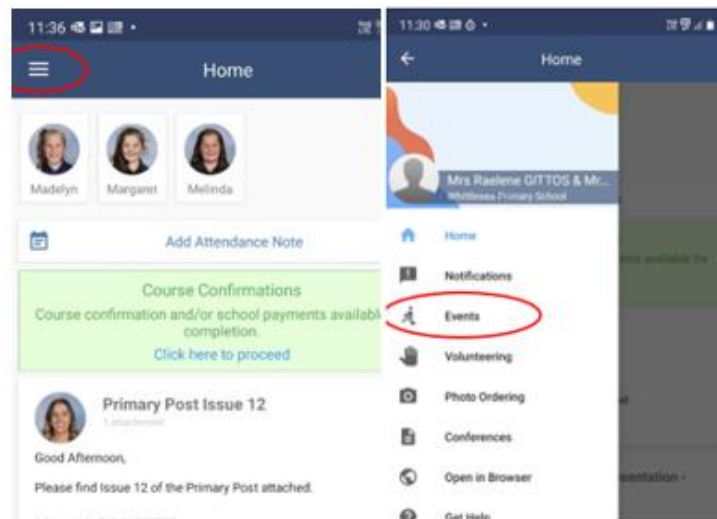 11:36
Home
Madelyn
Margaret
Melinda
Add Attendance Note
Course Confirmations
Course confirmation and/or school payments availabl
completion.
Click here to proceed
Primary Post Issue 12
1 attachment
Good Afternoon,
Please find Issue 12 of the Primary Post attached.
11:30
Home
Mrs Raelene GITTOS & Mr...
Whittlesea Primary School
Home
Notifications
Events
Volunteering
Photo Ordering
Conferences
Open in Browser
Get Help